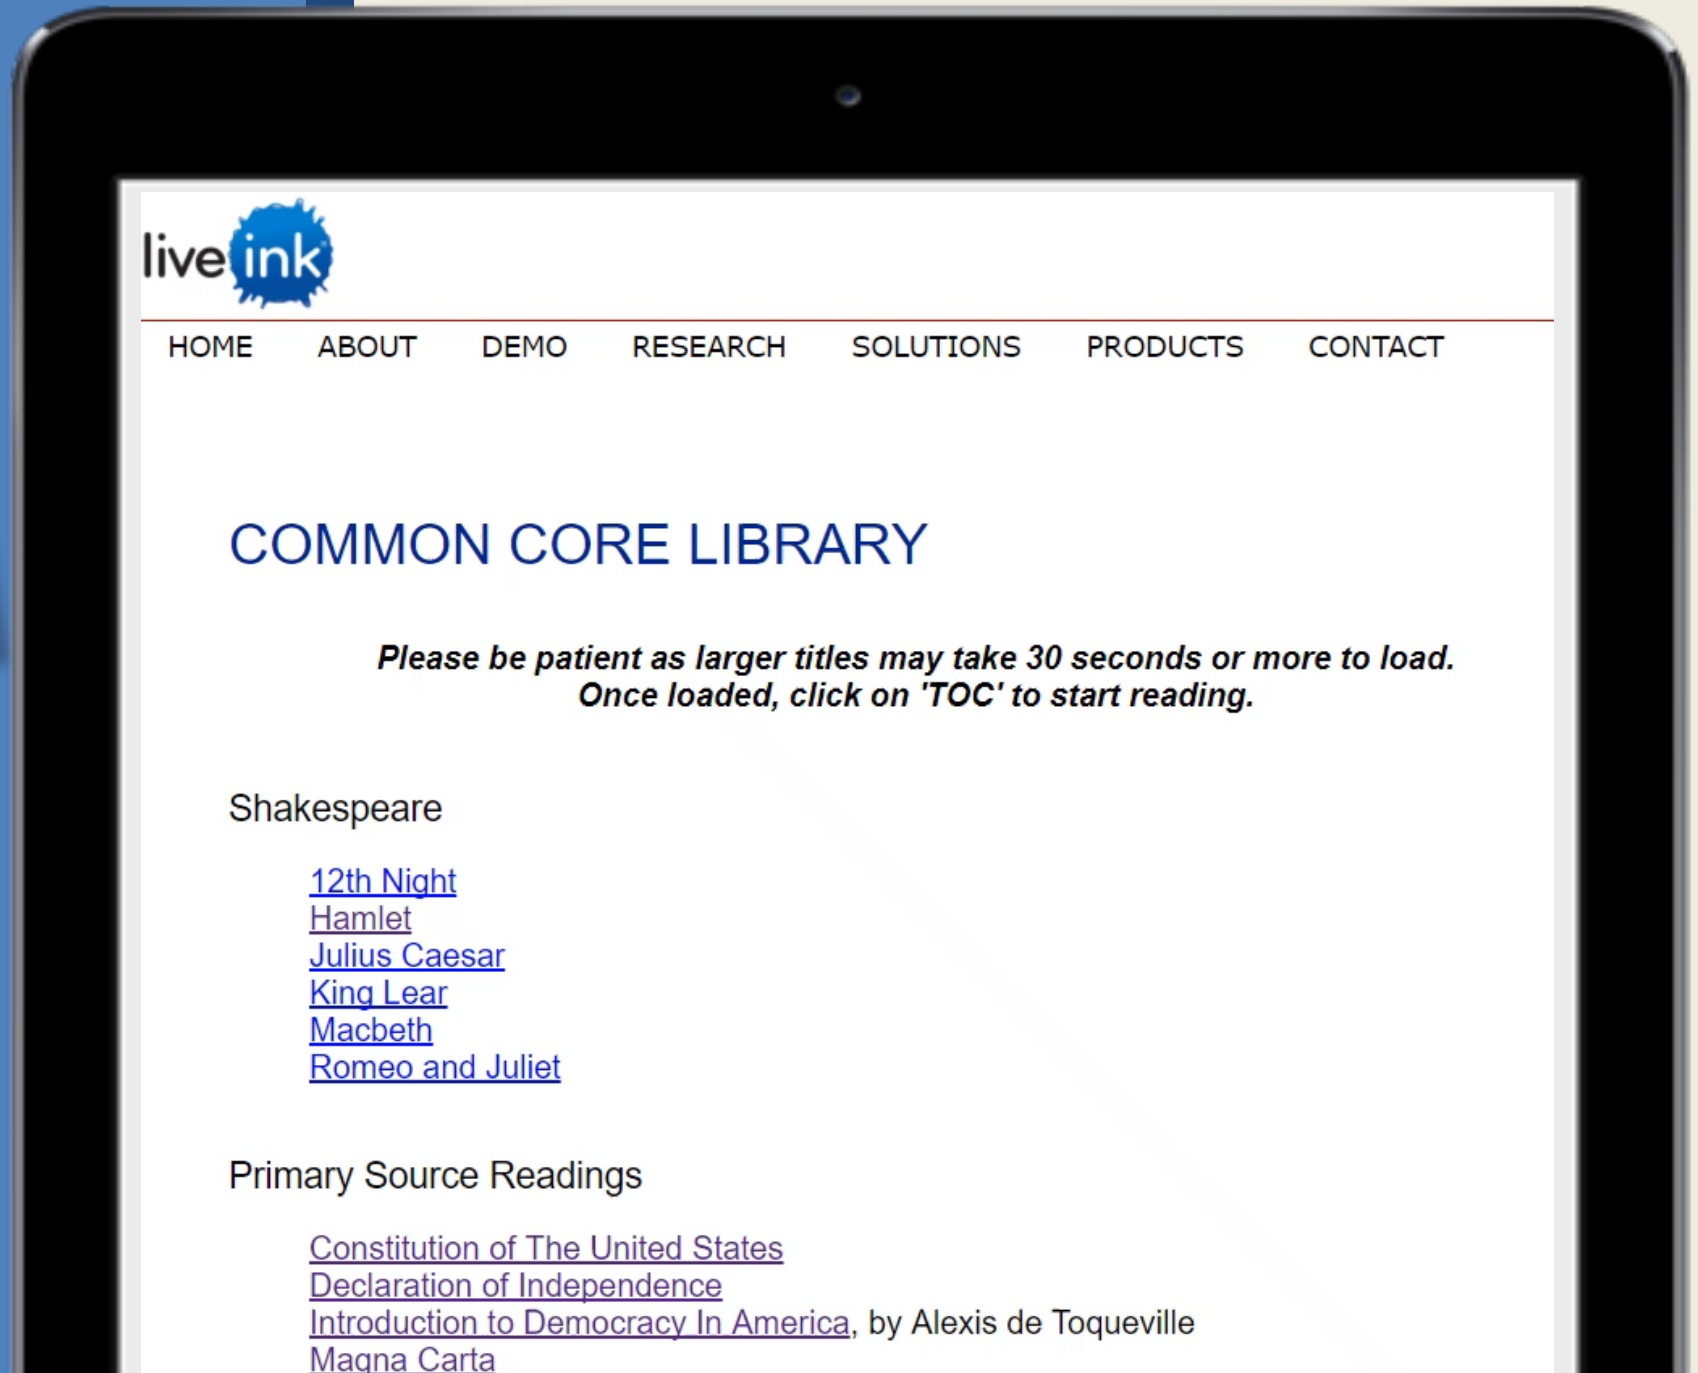 live ink
HOME ABOUT DEMO RESEARCH SOLUTIONS PRODUCTS CONTACT
COMMON CORE LIBRARY
Please be patient as larger titles may take 30 seconds or more to load.
Once loaded, click on 'TOC' to start reading.
Shakespeare
12th Night
Hamlet
Julius Caesar
King Lear
Macbeth
Romeo and Juliet
Primary Source Readings
Constitution of The United States
Declaration of Independence
Introduction to Democracy In America, by Alexis de Toqueville
Magna Carta